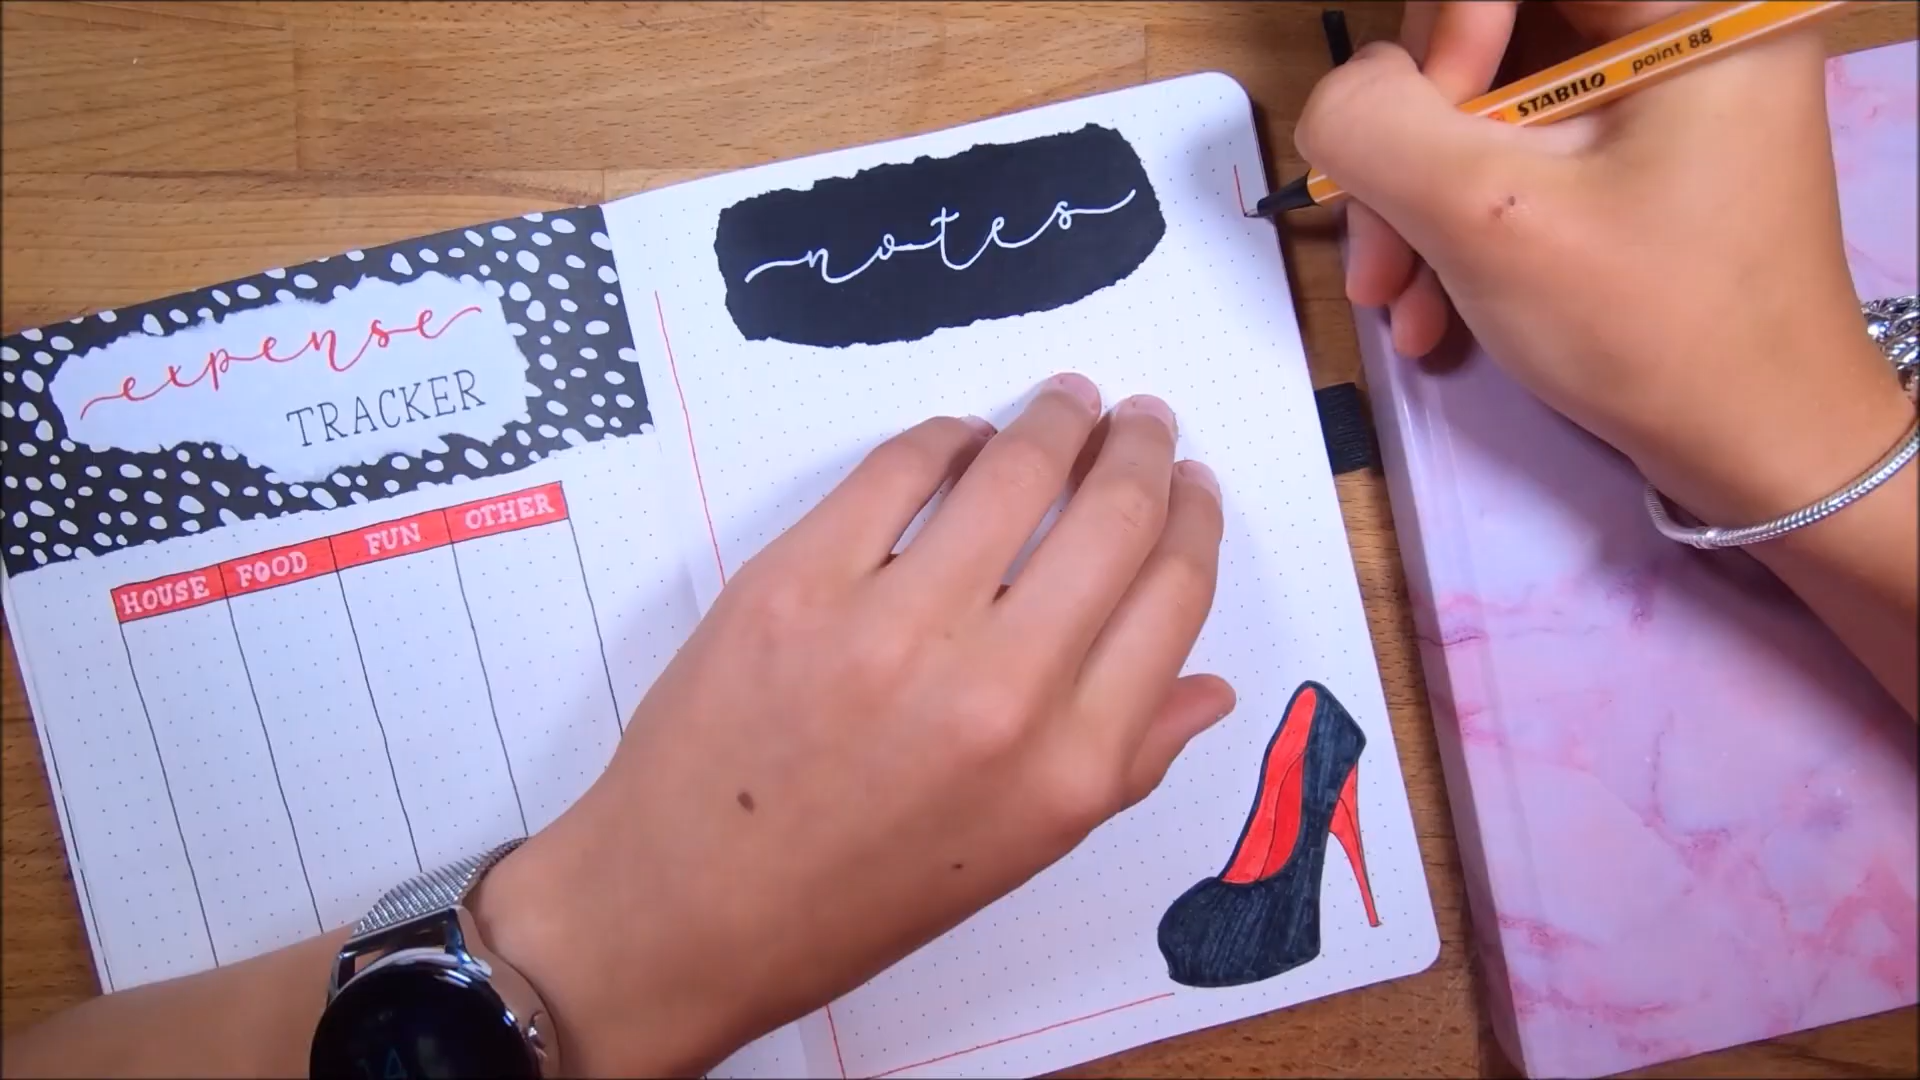 expense
TRACKER
HOUSE FOOD FUN OTHER
notes
STABILO point 88